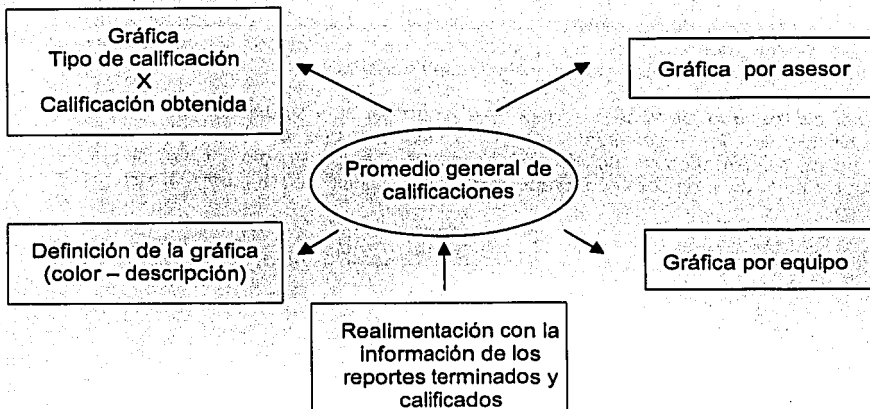 Gráfica
Tipo de calificación
X
Calificación obtenida
Gráfica por asesor
Promedio general de
calificaciones
Definición de la gráfica
(color – descripción)
Gráfica por equipo
Realimentación con la
información de los
reportes terminados y
calificados